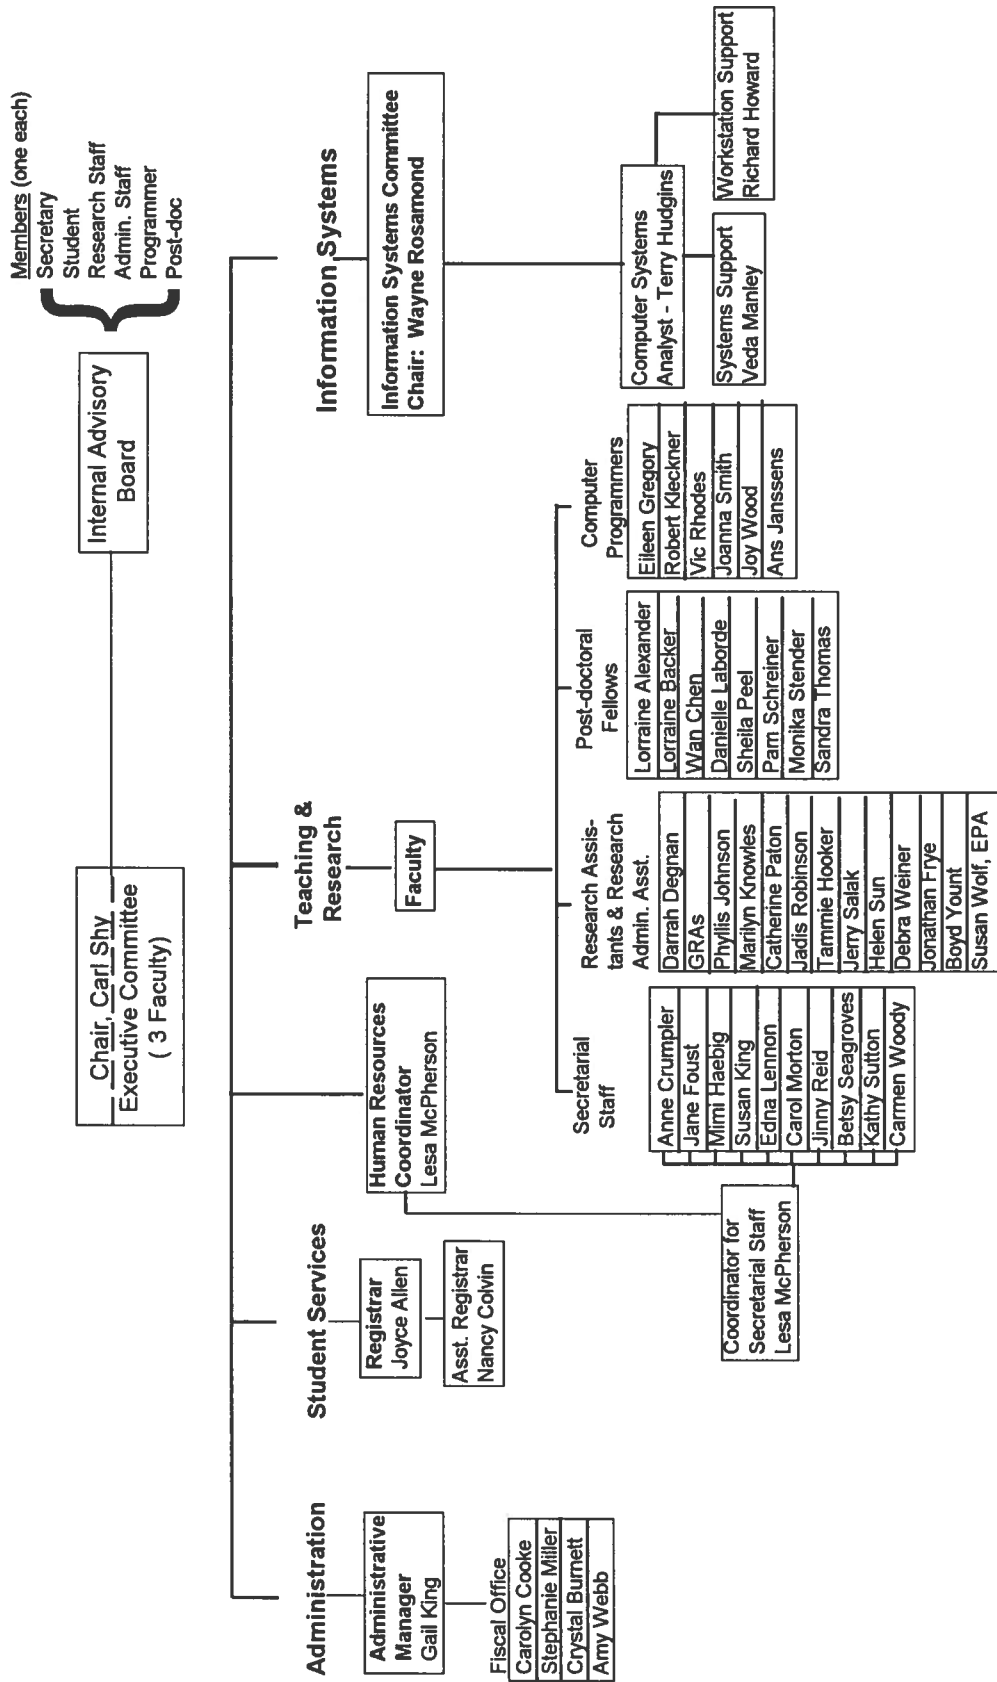 Chair, Carl Shy
Executive Committee
( 3 Faculty)
Internal Advisory
Board
Members (one each)
Secretary
Student
Research Staff
Admin. Staff
Programmer
Post-doc
Administration
Administrative
Manager
Gail King
Fiscal Office
Carolyn Cooke
Stephanie Miller
Crystal Burnett
Amy Webb
Student Services
Registrar
Joyce Allen
Asst. Registrar
Nancy Colvin
Human Resources
Coordinator
Lesa McPherson
Coordinator for
Secretarial Staff
Lesa McPherson
Teaching &
Research
Faculty
Secretarial
Staff
Anne Crumpler
Jane Foust
Mimi Haebig
Susan King
Edna Lennon
Carol Morton
Jinny Reid
Betsy Seagroves
Kathy Sutton
Carmen Woody
Research Assis-
tants & Research
Admin. Asst.
Darrah Degnan
GRAs
Phyllis Johnson
Marilyn Knowles
Catherine Paton
Jadis Robinson
Tammie Hooker
Jerry Salak
Helen Sun
Debra Weiner
Jonathan Frye
Boyd Yount
Susan Wolf, EPA
Post-doctoral
Fellows
Lorraine Alexander
Lorraine Backer
Wan Chen
Danielle Laborde
Sheila Peel
Pam Schreiner
Monika Stender
Sandra Thomas
Computer
Programmers
Eileen Gregory
Robert Kleckner
Vic Rhodes
Joanna Smith
Joy Wood
Ans Janssens
Information Systems
Information Systems Committee
Chair: Wayne Rosamond
Computer Systems
Analyst - Terry Hudgins
Systems Support
Veda Manley
Workstation Support
Richard Howard